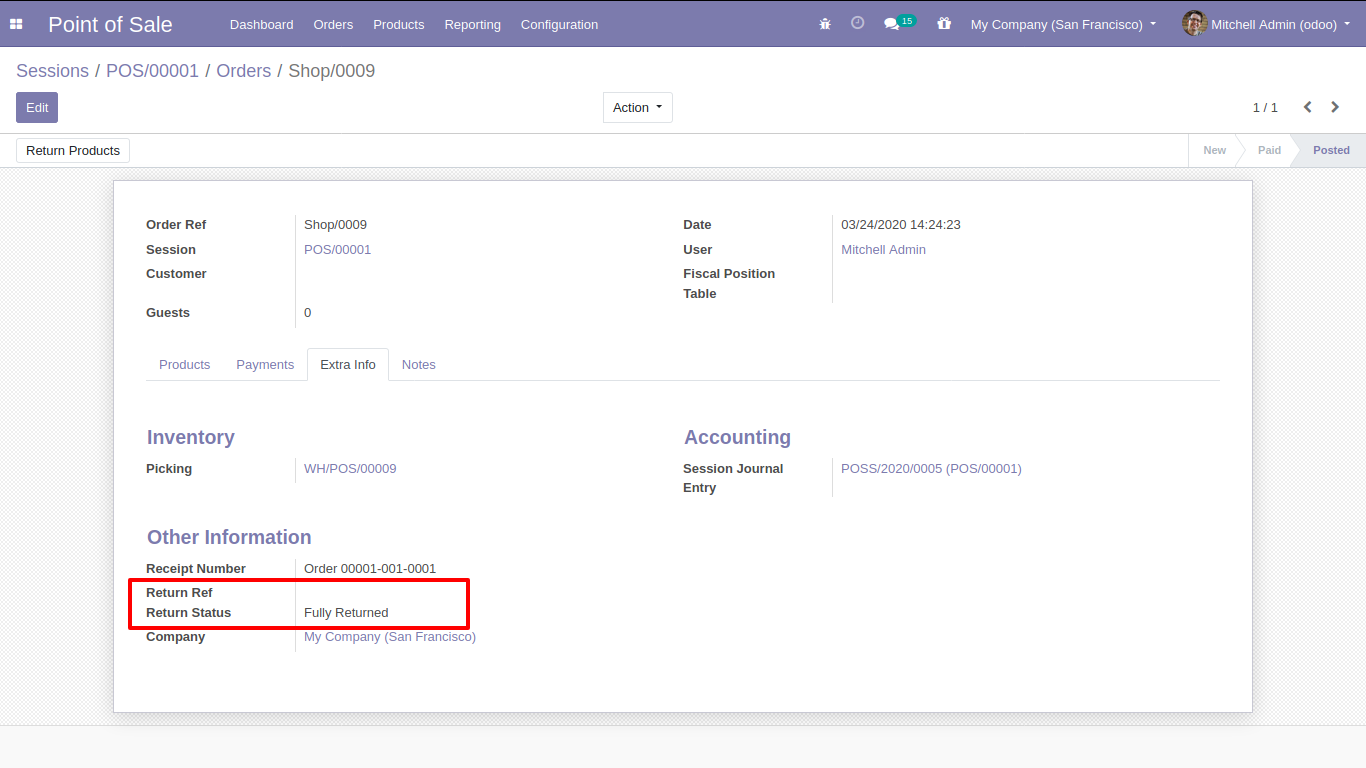 Point of Sale Dashboard Orders Products Reporting Configuration 15 My Company (San Francisco) Mitchell Admin (odoo)
Sessions / POS/00001 / Orders / Shop/0009
Edit Action 1 / 1
Return Products New Paid Posted
Order Ref Shop/0009 Date 03/24/2020 14:24:23
Session POS/00001 User Mitchell Admin
Customer Fiscal Position
Table
Guests 0
Products Payments Extra Info Notes
Inventory Accounting
Picking WH/POS/00009 Session Journal POSS/2020/0005 (POS/00001)
Entry
Other Information
Receipt Number Order 00001-001-0001
Return Ref
Return Status Fully Returned
Company My Company (San Francisco)